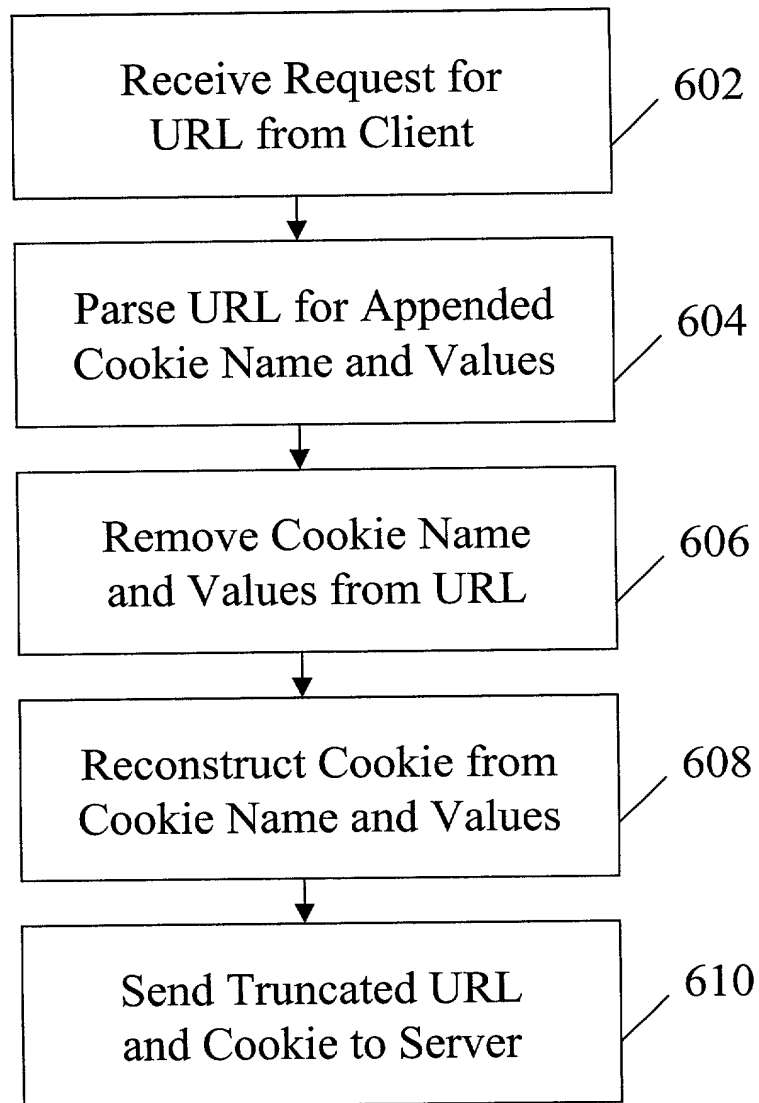 Receive Request for
URL from Client
602
Parse URL for Appended
Cookie Name and Values
604
Remove Cookie Name
and Values from URL
606
Reconstruct Cookie from
Cookie Name and Values
608
Send Truncated URL
and Cookie to Server
610